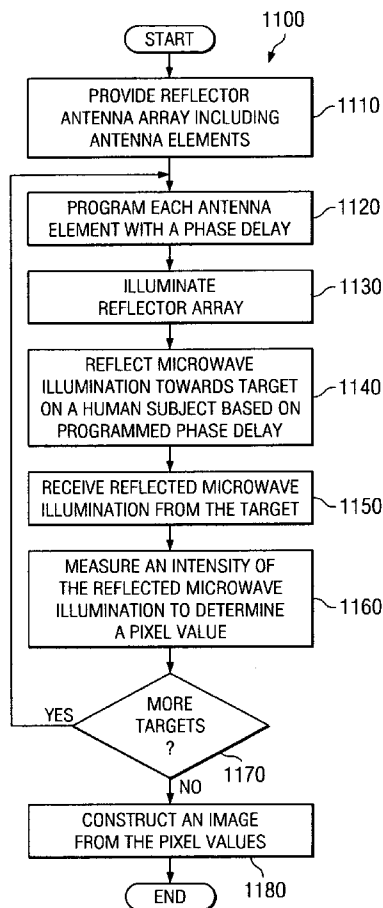 START
1100
PROVIDE REFLECTOR
ANTENNA ARRAY INCLUDING
ANTENNA ELEMENTS
1110
PROGRAM EACH ANTENNA
ELEMENT WITH A PHASE DELAY
1120
ILLUMINATE
REFLECTOR ARRAY
1130
REFLECT MICROWAVE
ILLUMINATION TOWARDS TARGET
ON A HUMAN SUBJECT BASED ON
PROGRAMMED PHASE DELAY
1140
RECEIVE REFLECTED MICROWAVE
ILLUMINATION FROM THE TARGET
1150
MEASURE AN INTENSITY OF
THE REFLECTED MICROWAVE
ILLUMINATION TO DETERMINE
A PIXEL VALUE
1160
YES
MORE
TARGETS
?
1170
NO
CONSTRUCT AN IMAGE
FROM THE PIXEL VALUES
1180
END